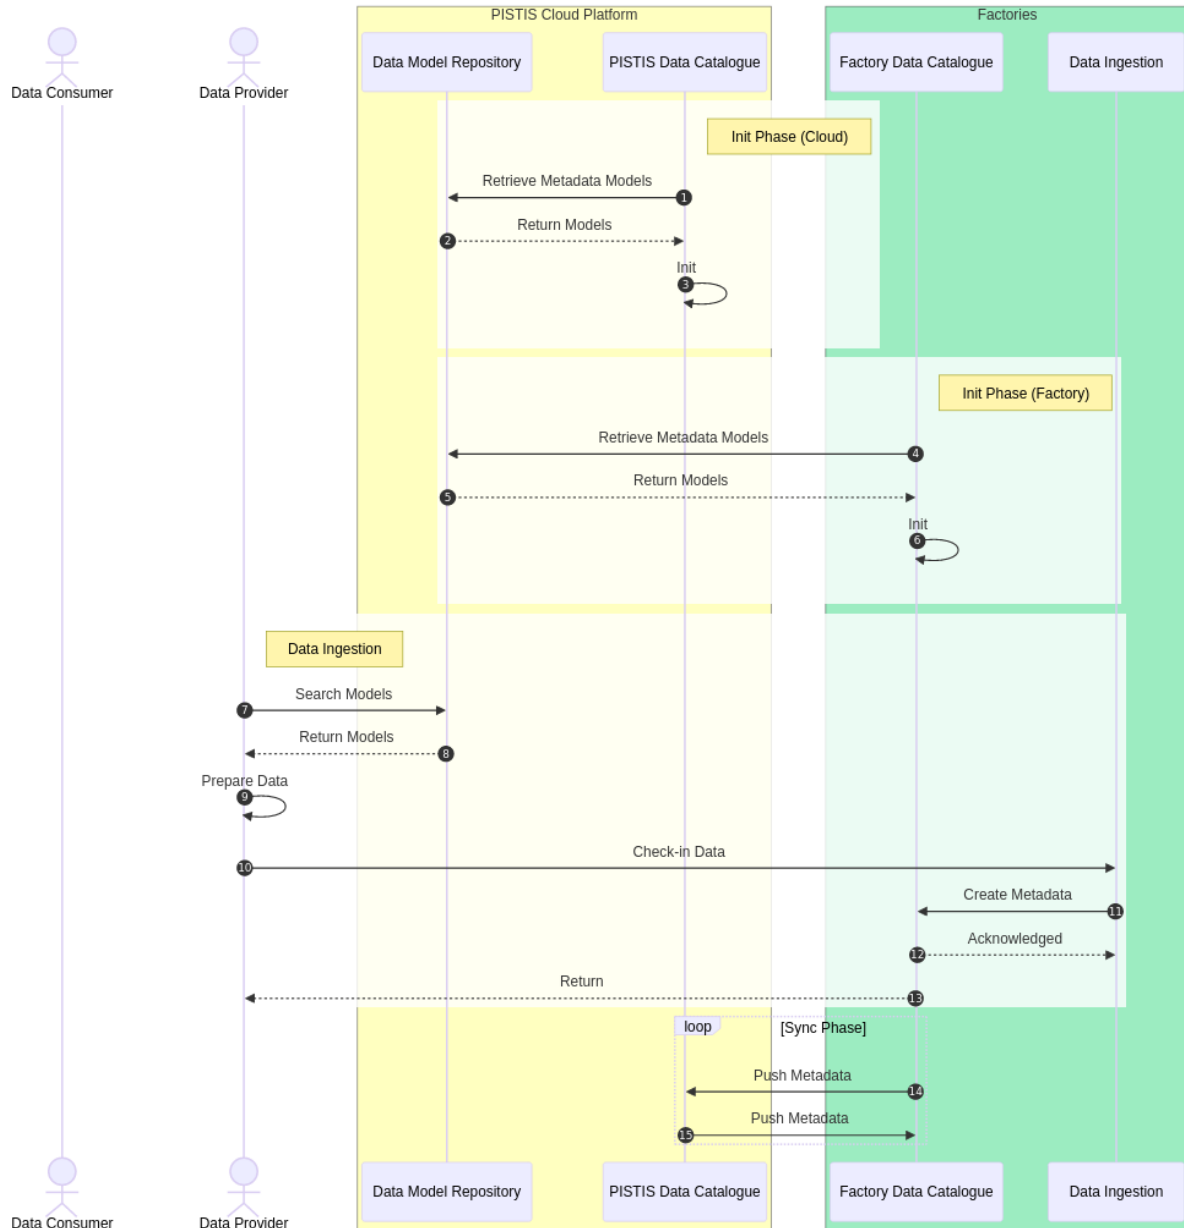 PISTIS Cloud Platform
Factories
Data Consumer
Data Provider
Data Model Repository
PISTIS Data Catalogue
Factory Data Catalogue
Data Ingestion
Init Phase (Cloud)
Retrieve Metadata Models
1
Return Models
2
Init
3
Init Phase (Factory)
Retrieve Metadata Models
4
Return Models
5
Init
6
Data Ingestion
Search Models
7
Return Models
8
Prepare Data
9
Check-in Data
10
Create Metadata
11
Acknowledged
12
Return
13
loop
[Sync Phase]
Push Metadata
14
Push Metadata
15
Data Consumer
Data Provider
Data Model Repository
PISTIS Data Catalogue
Factory Data Catalogue
Data Ingestion